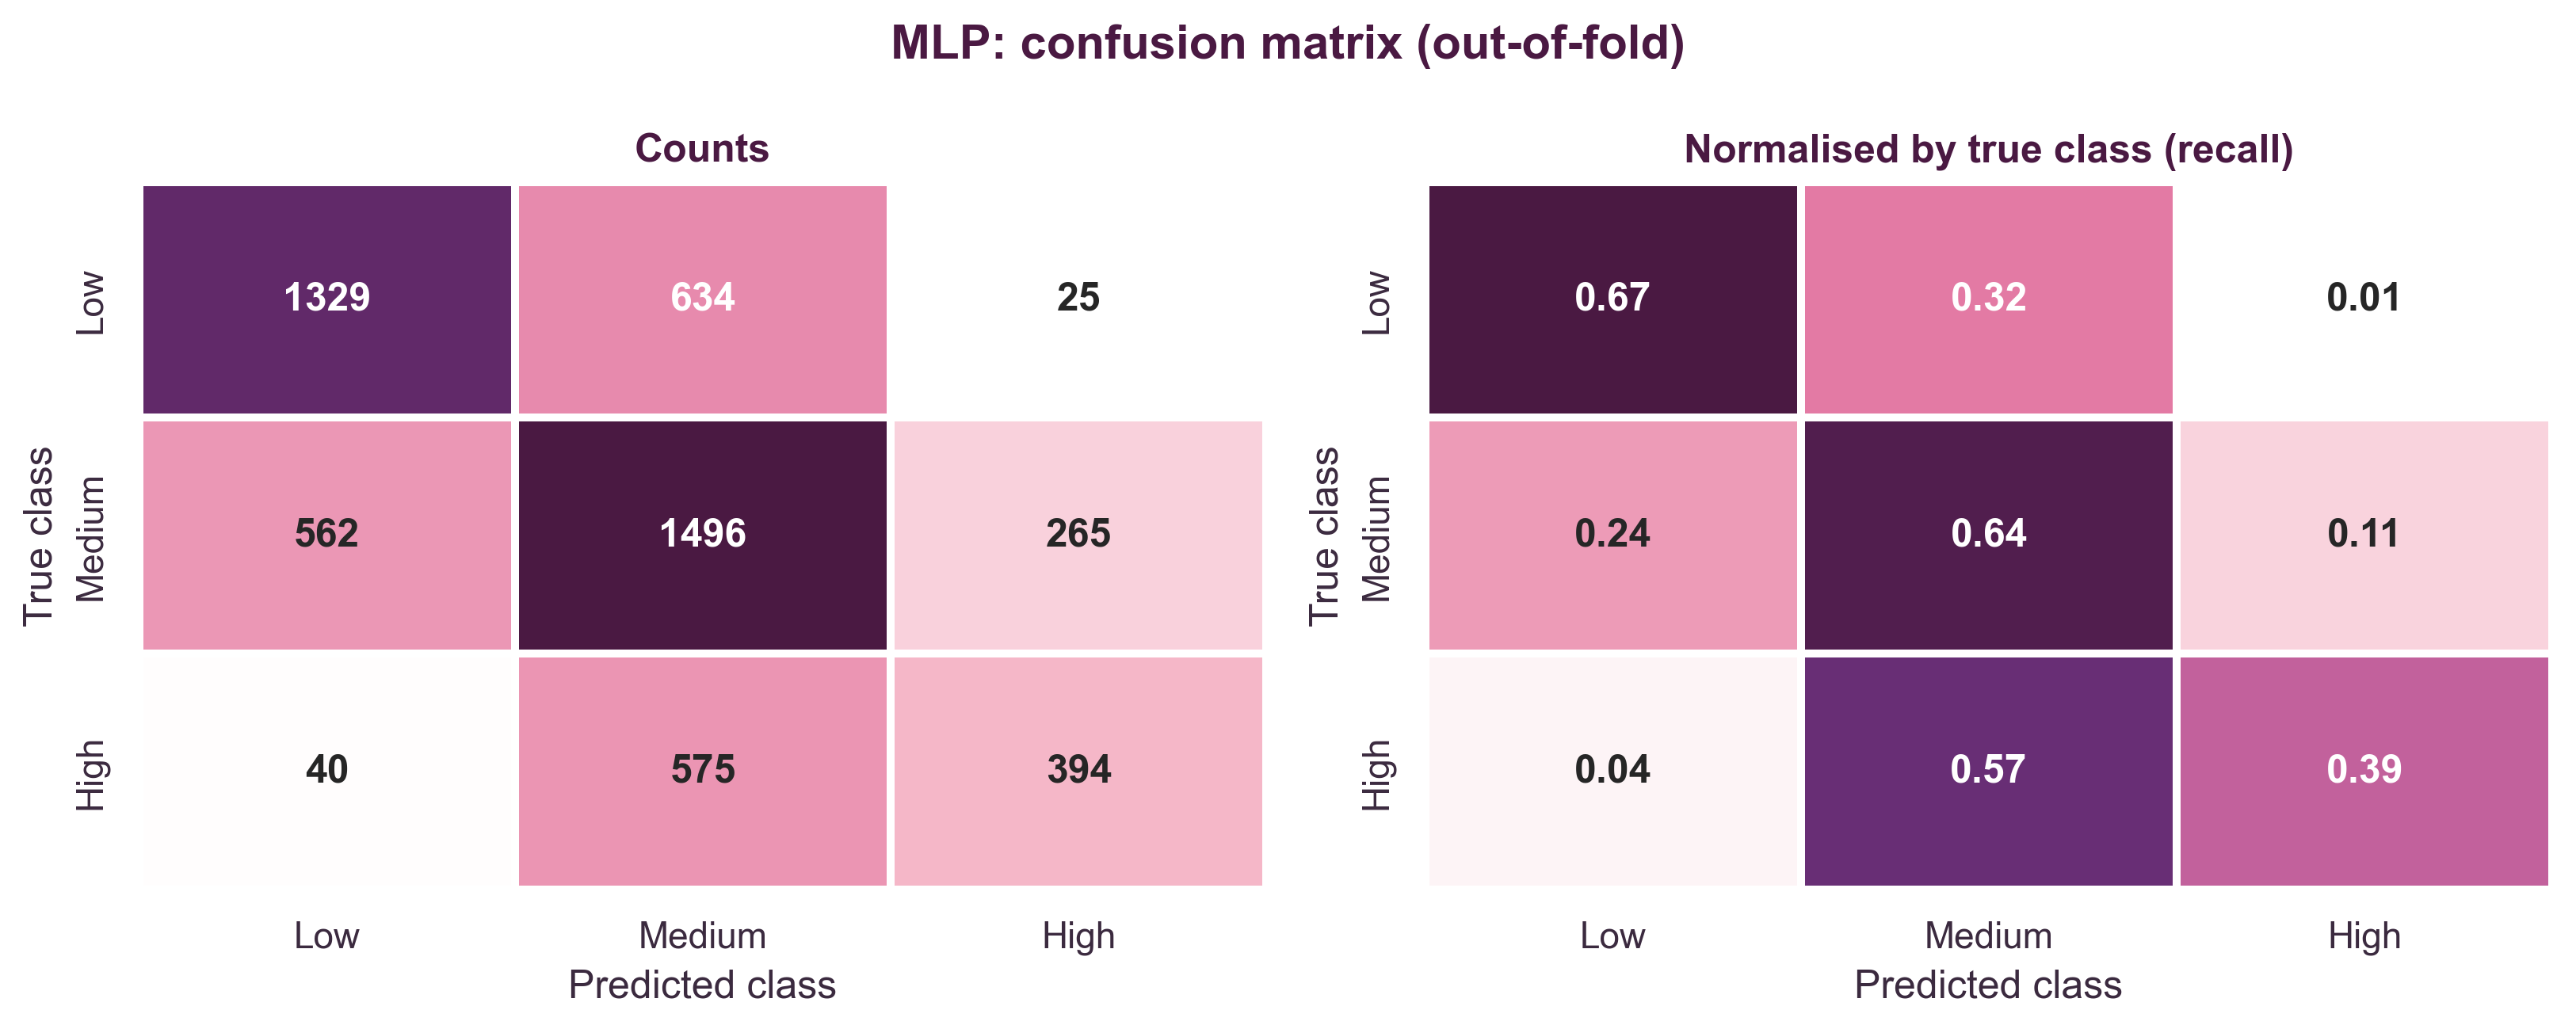 MLP: confusion matrix (out-of-fold)
Counts
True class
Low
1329 634 25
Medium
562 1496 265
High
40 575 394
Low Medium High
Predicted class
Normalised by true class (recall)
True class
Low
0.67 0.32 0.01
Medium
0.24 0.64 0.11
High
0.04 0.57 0.39
Low Medium High
Predicted class